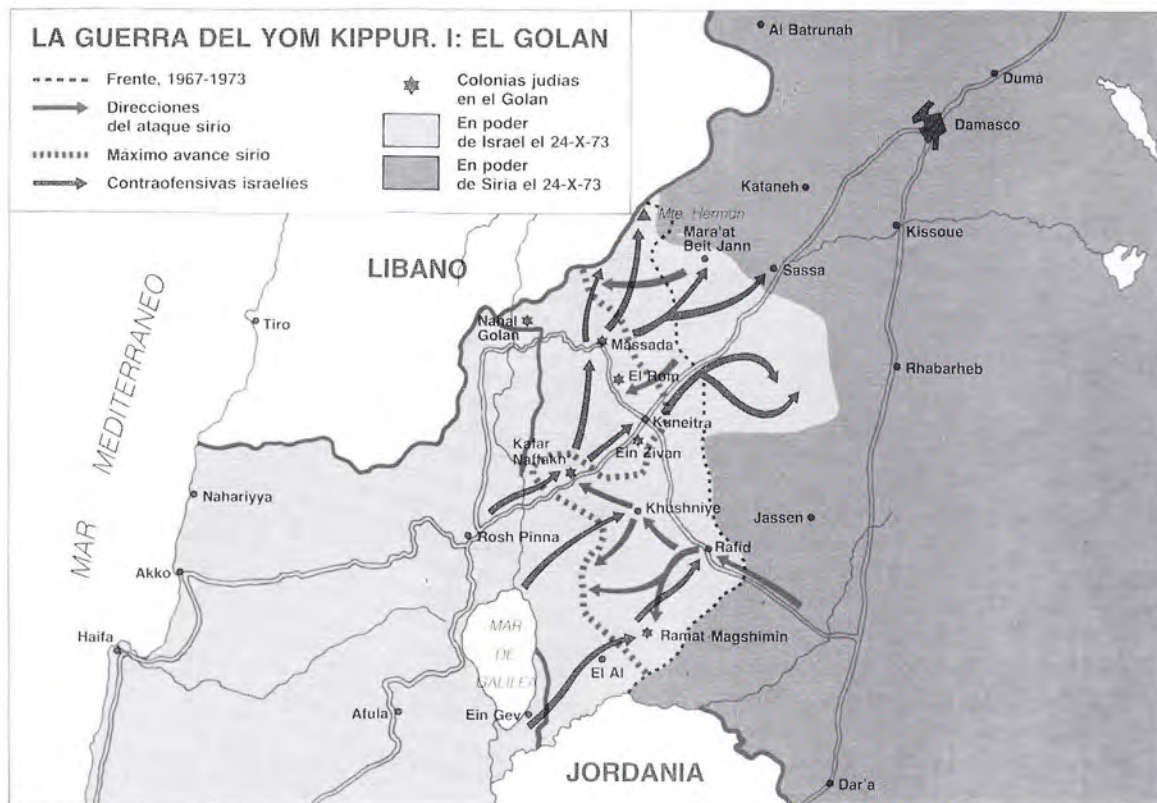 LA GUERRA DEL YOM KIPPUR. I: EL GOLAN
Frente, 1967-1973
Direcciones
del ataque sirio
Máximo avance sirio
Contraofensivas israelíes
Colonias judías
en el Golan
En poder
de Israel el 24-X-73
En poder
de Siria el 24-X-73
Al Batrunah
Duma
Damasco
Kataneh
Mte. Hermon
Mara'at
Beit Jann
Kissoue
Sassa
LIBANO
MAR MEDITERRANEO
Tiro
Nahal
Golan
Massada
El Rom
Rhabarheb
Kuneitra
Ein Zivan
Kafar
Naffakh
Nahariyya
Khushniye
Jassen
Rosh Pinna
Rafid
Akko
Haifa
MAR
DE
GALILEA
Ramat Magshimin
El Al
Afula
Ein Gev
JORDANIA
Dar'a